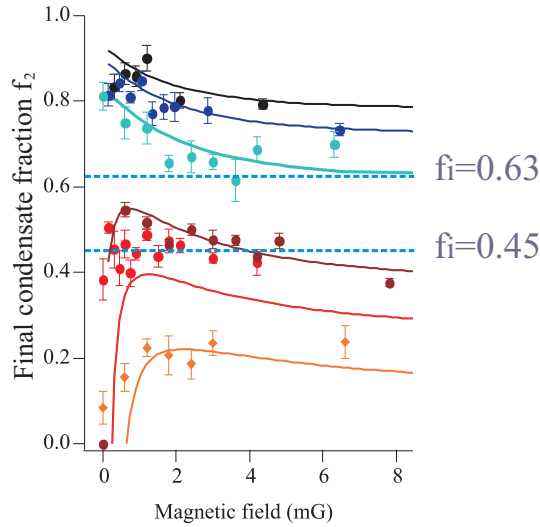 Final condensate fraction f₂
1.0
0.8
0.6
0.4
0.2
0.0
0
2
4
6
8
Magnetic field (mG)
fi=0.63
fi=0.45